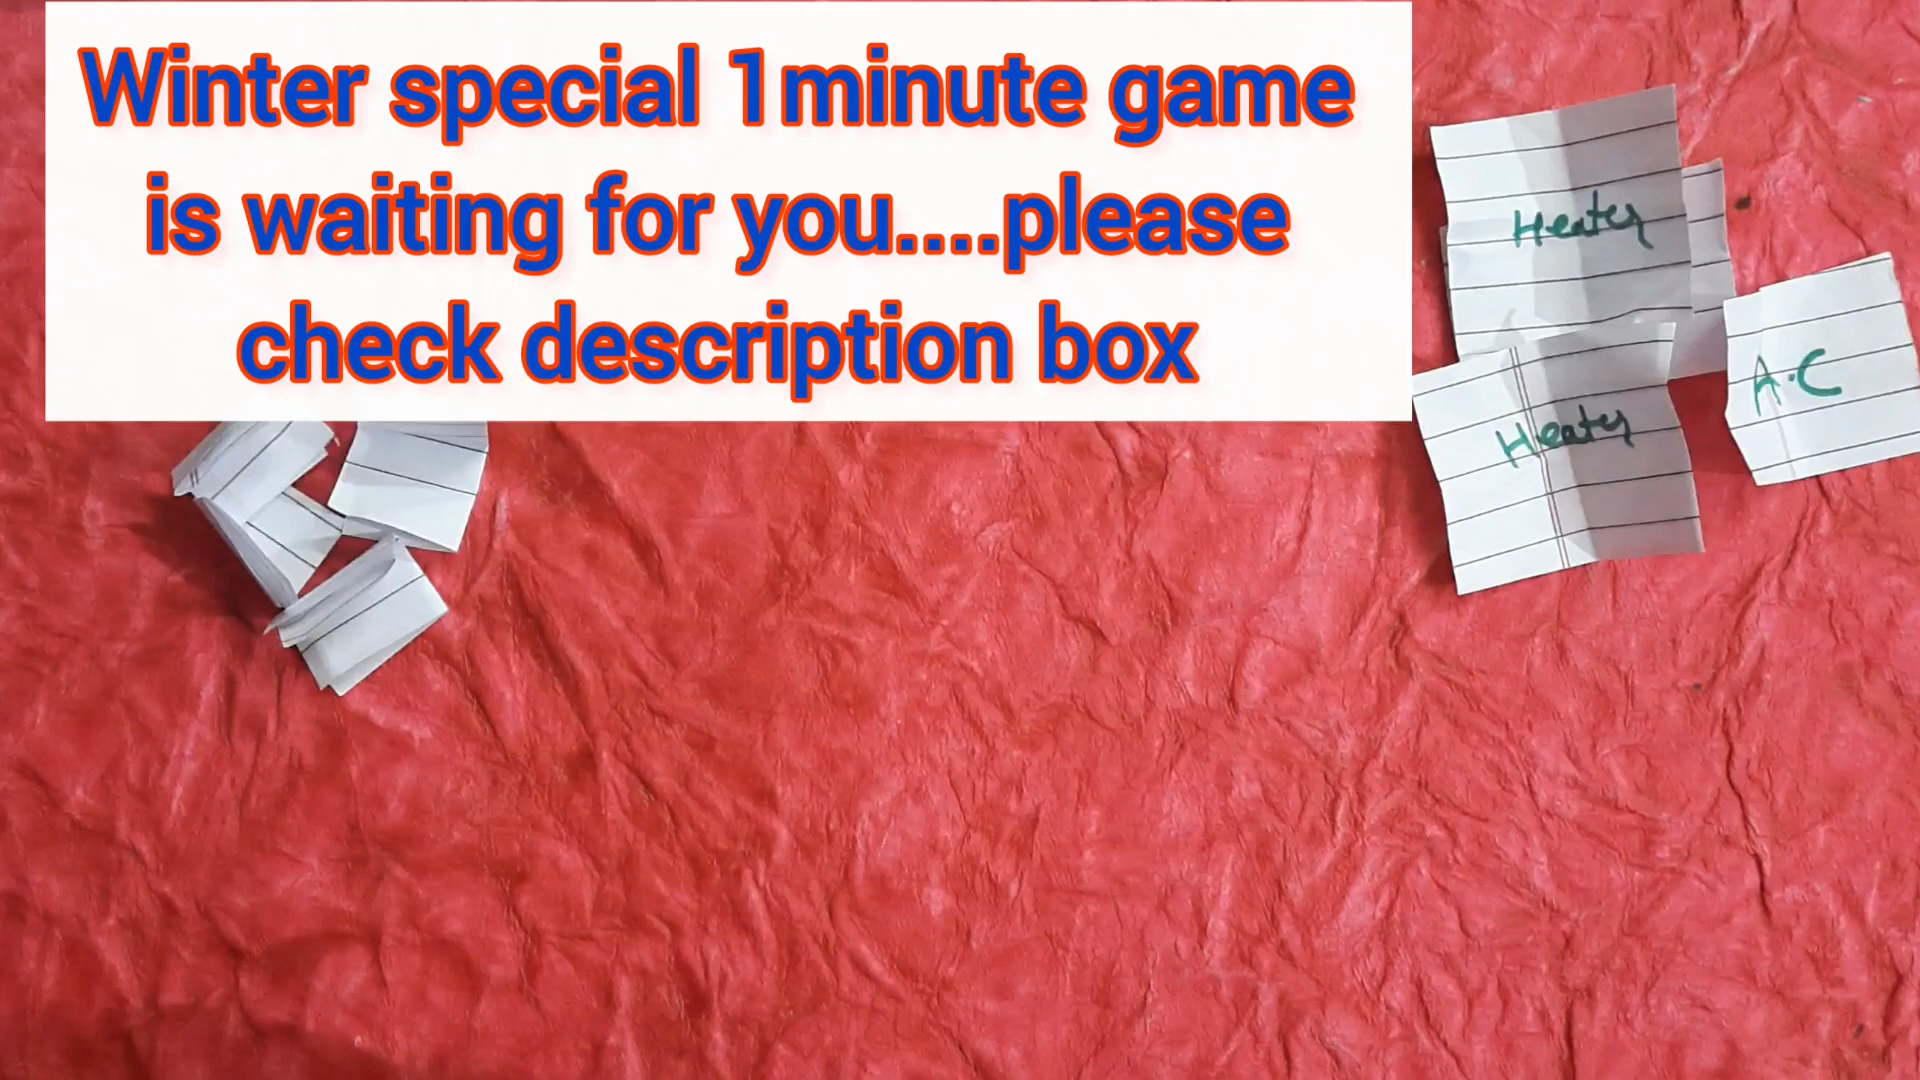 Winter special 1minute game
is waiting for you....please
check description box
Heater
A.C
Heater